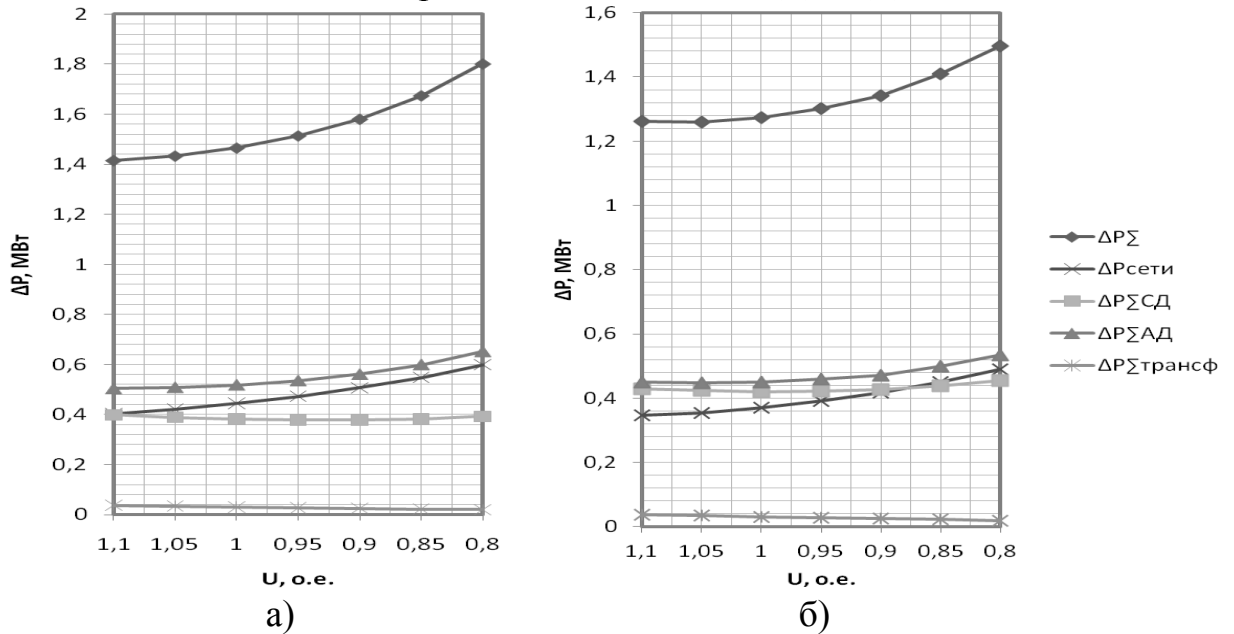 2
1,8
1,6
1,4
1,2
1
0,8
0,6
0,4
0,2
0
ΔP, МВт
1,1 1,05 1 0,95 0,9 0,85 0,8
U, о.е.
а)
1,6
1,4
1,2
1
0,8
0,6
0,4
0,2
0
ΔP, МВт
1,1 1,05 1 0,95 0,9 0,85 0,8
U, о.е.
б)
ΔP∑
ΔPсети
ΔP∑СД
ΔP∑АД
ΔP∑трансф